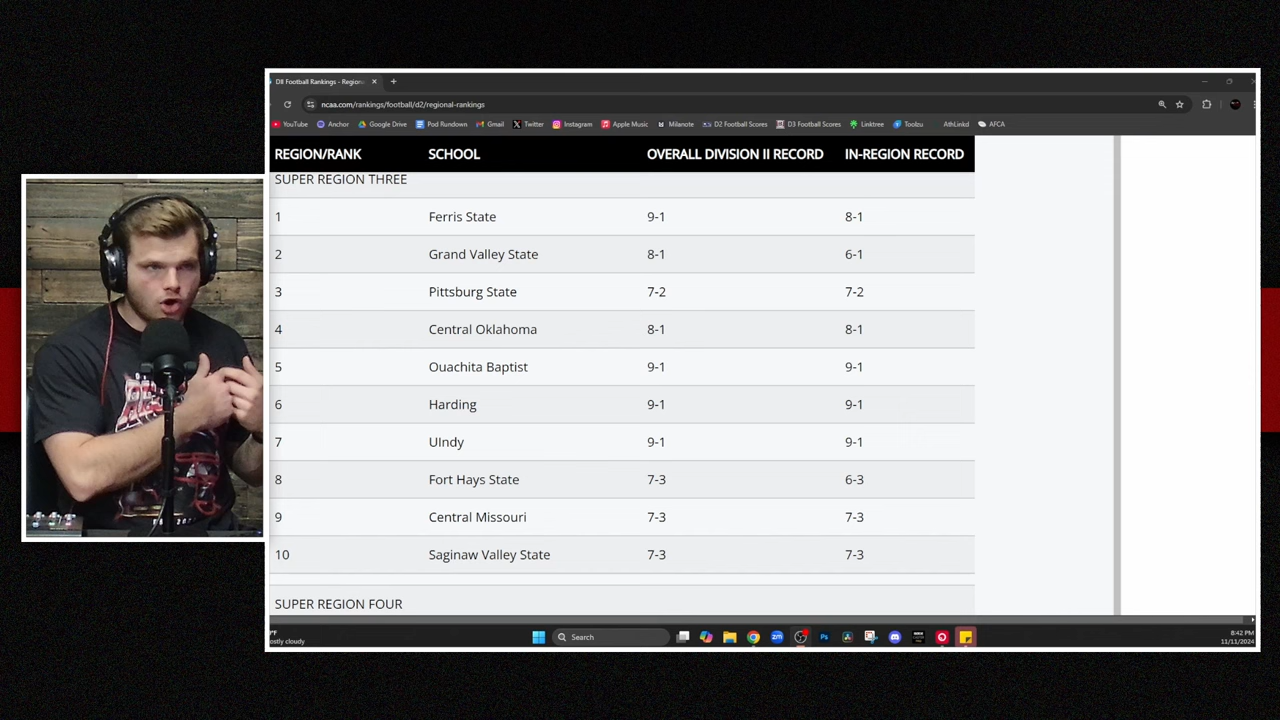 DII Football Rankings - Region
ncaa.com/rankings/football/d2/regional-rankings
YouTube Anchor Google Drive Pod Rundown Gmail Twitter Instagram Apple Music Milanote D2 Football Scores D3 Football Scores Linktree Toolzu AthLinkd AFCA
REGION/RANK SCHOOL OVERALL DIVISION II RECORD IN-REGION RECORD
SUPER REGION THREE
1 Ferris State 9-1 8-1
2 Grand Valley State 8-1 6-1
3 Pittsburg State 7-2 7-2
4 Central Oklahoma 8-1 8-1
5 Ouachita Baptist 9-1 9-1
6 Harding 9-1 9-1
7 UIndy 9-1 9-1
8 Fort Hays State 7-3 6-3
9 Central Missouri 7-3 7-3
10 Saginaw Valley State 7-3 7-3
SUPER REGION FOUR
Search
8:42 PM
11/11/2024